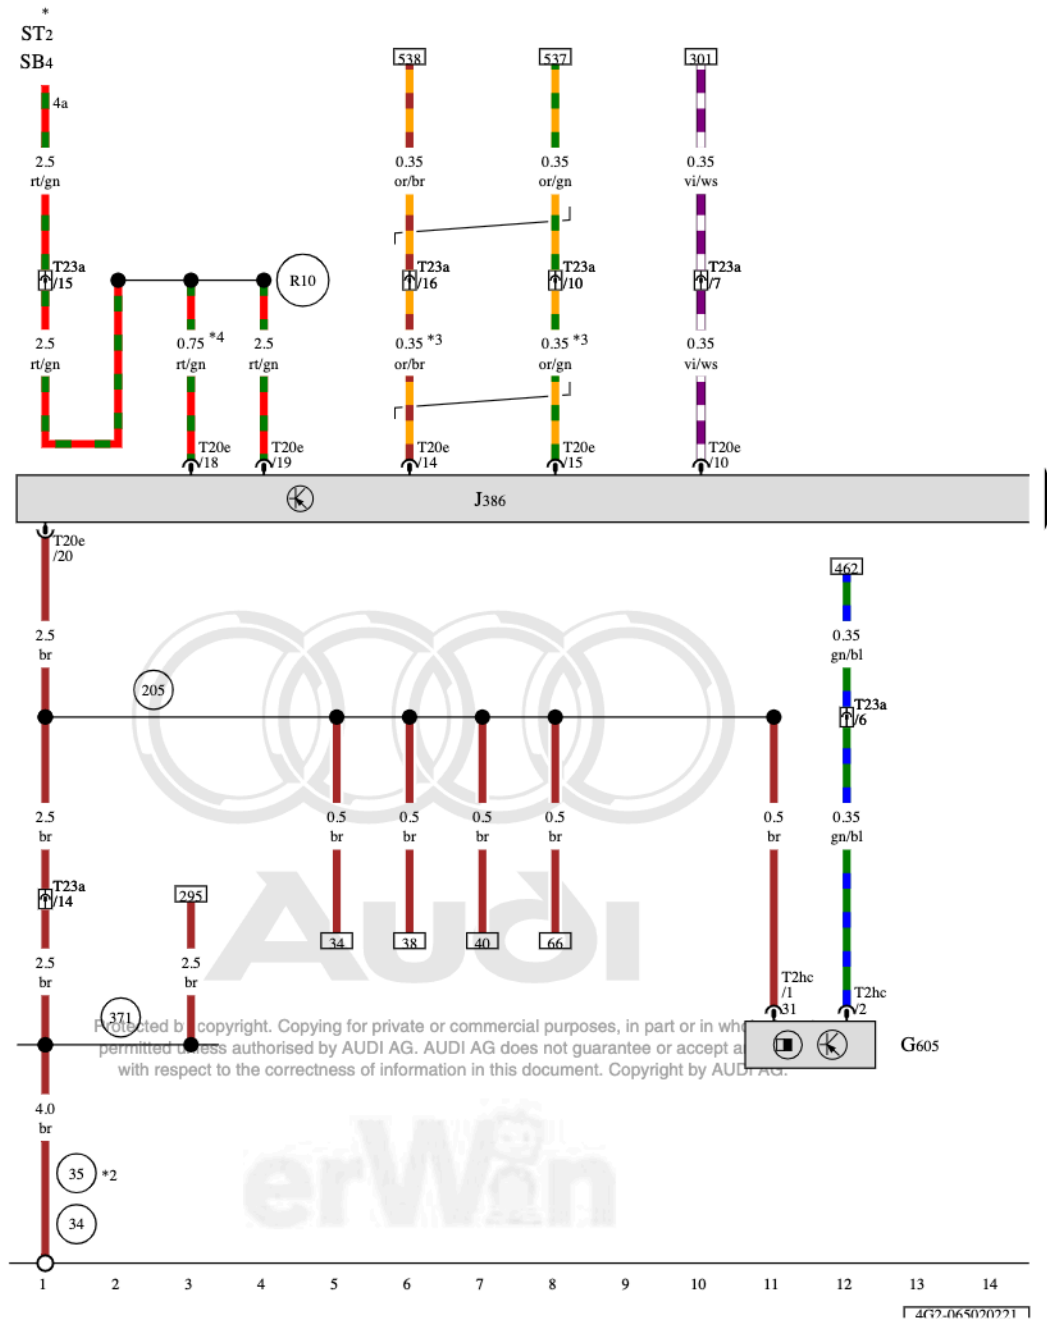 *
ST2
SB4
4a
538
537
301
2.5
rt/gn
0.35
or/br
0.35
or/gn
0.35
vi/ws
T23a
/15
R10
T23a
/16
T23a
/10
T23a
/7
2.5
rt/gn
0.75 *4
rt/gn
2.5
rt/gn
0.35 *3
or/br
0.35 *3
or/gn
0.35
vi/ws
T20e
/18
T20e
/19
T20e
/14
T20e
/15
T20e
/10
J386
T20e
/20
462
2.5
br
0.35
gn/bl
205
T23a
/6
2.5
br
0.5
br
0.5
br
0.5
br
0.5
br
0.5
br
0.35
gn/bl
Audi
T23a
/14
295
34
38
40
66
2.5
br
2.5
br
T2hc
/1
31
T2hc
/2
371
Protected by copyright. Copying for private or commercial purposes, in part or in
permitted unless authorised by AUDI AG. AUDI AG does not guarantee or accept
with respect to the correctness of information in this document. Copyright by AUDI AG.
G605
4.0
br
35 *2
34
erWin
1 2 3 4 5 6 7 8 9 10 11 12 13 14
4G2-065020221